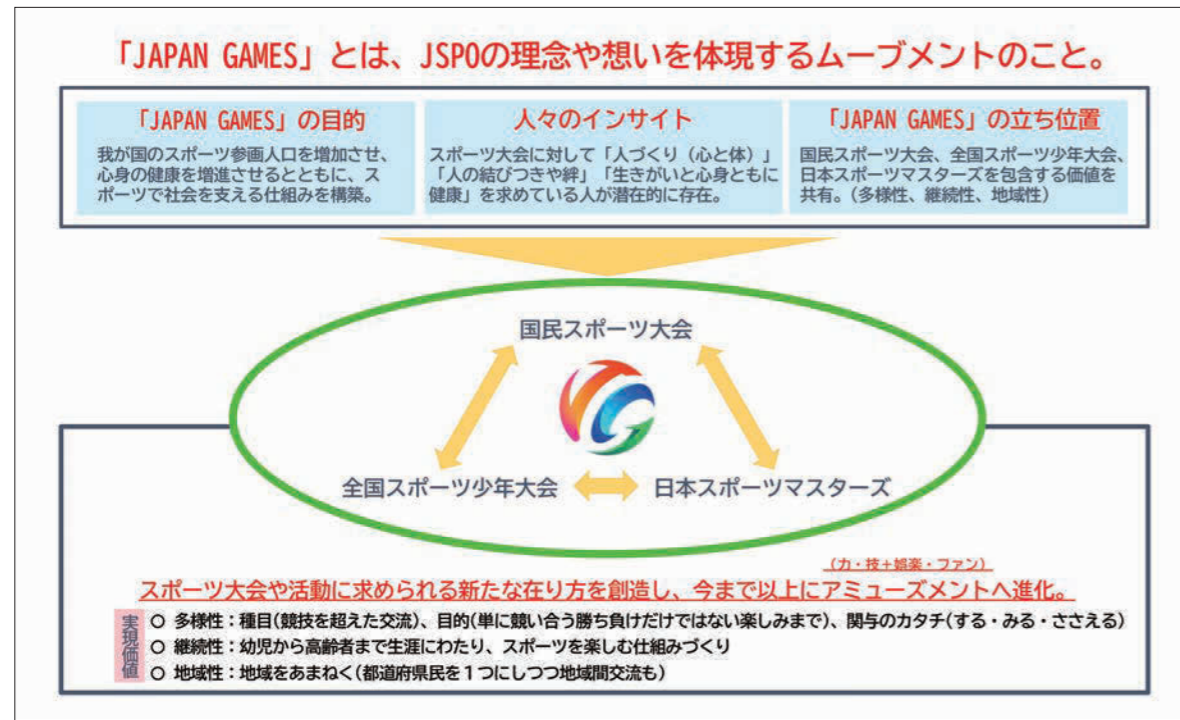 「JAPAN GAMES」とは、JSPOの理念や想いを体現するムーブメントのこと。
「JAPAN GAMES」の目的
我が国のスポーツ参画人口を増加させ、
心身の健康を増進させるとともに、ス
ポーツで社会を支える仕組みを構築。
人々のインサイト
スポーツ大会に対して「人づくり（心と体）」
「人の結びつきや絆」「生きがいと心身ともに
健康」を求めている人が潜在的に存在。
「JAPAN GAMES」の立ち位置
国民スポーツ大会、全国スポーツ少年大会、
日本スポーツマスターズを包含する価値を
共有。(多様性、継続性、地域性)
国民スポーツ大会
全国スポーツ少年大会
日本スポーツマスターズ
（力・技＋娯楽・ファン）
スポーツ大会や活動に求められる新たな在り方を創造し、今まで以上にアミューズメントへ進化。
実現価値
○ 多様性：種目(競技を超えた交流)、目的(単に競い合う勝ち負けだけではない楽しみまで)、関与のカタチ(する・みる・ささえる)
○ 継続性：幼児から高齢者まで生涯にわたり、スポーツを楽しむ仕組みづくり
○ 地域性：地域をあまねく(都道府県民を１つにしつつ地域間交流も)